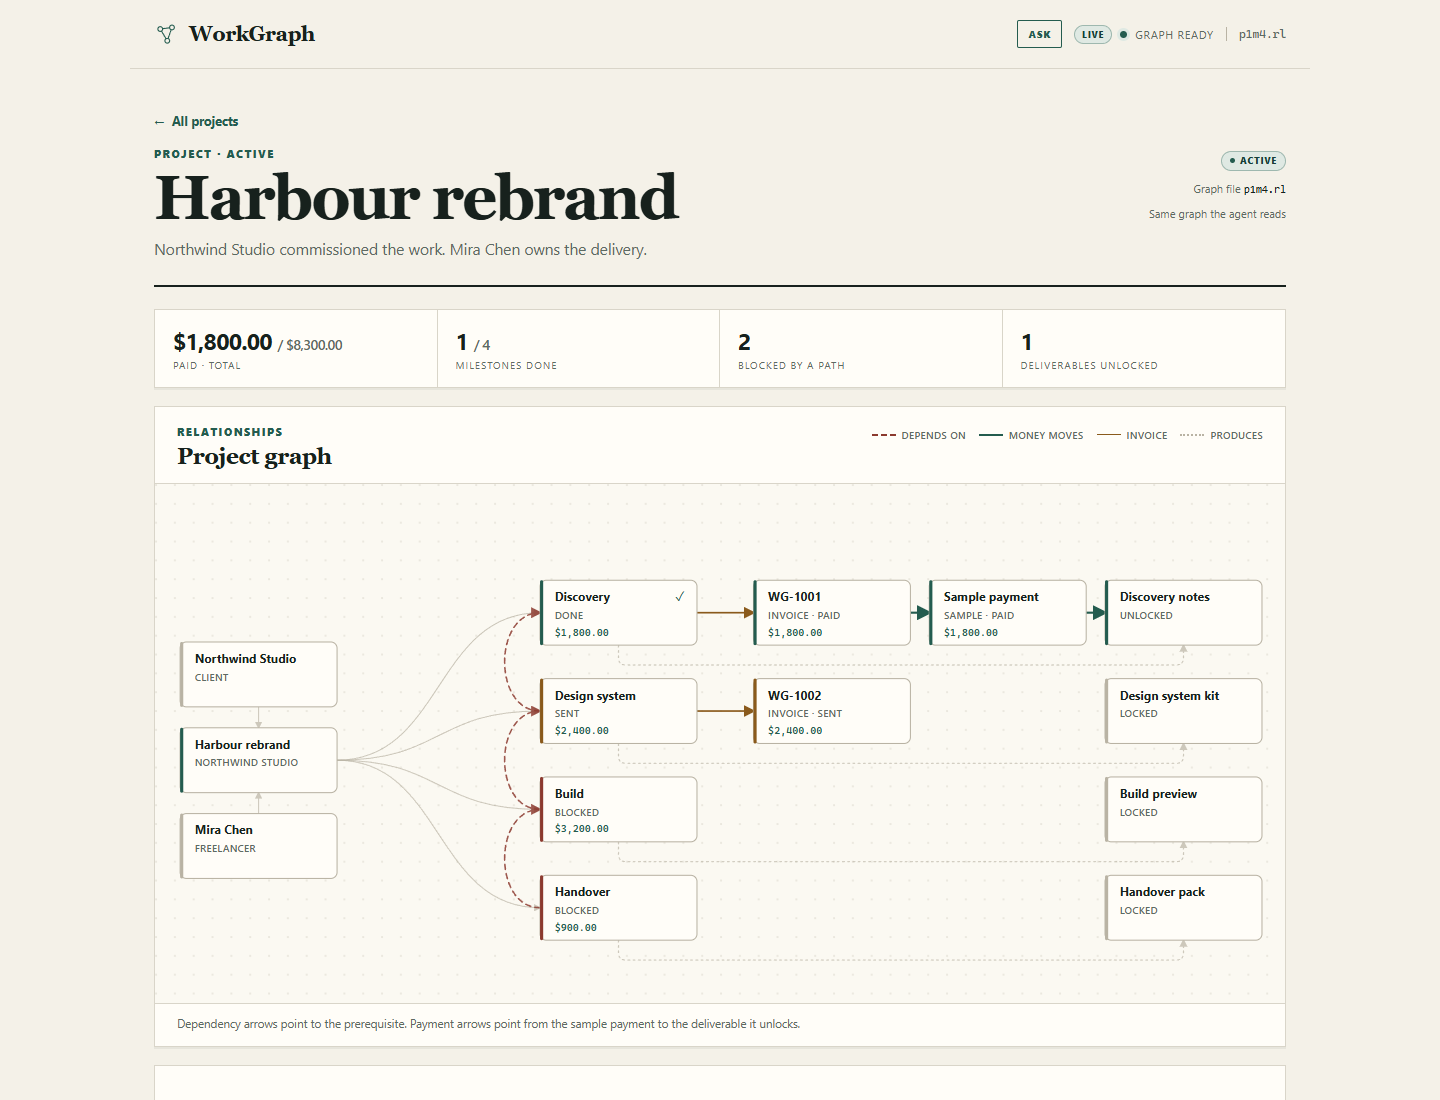 WorkGraph
ASK
LIVE
GRAPH READY
p1m4.rl
← All projects
PROJECT · ACTIVE
Harbour rebrand
Northwind Studio commissioned the work. Mira Chen owns the delivery.
ACTIVE
Graph file p1m4.rl
Same graph the agent reads
$1,800.00 / $8,300.00
PAID · TOTAL
1 / 4
MILESTONES DONE
2
BLOCKED BY A PATH
1
DELIVERABLES UNLOCKED
RELATIONSHIPS
Project graph
DEPENDS ON
MONEY MOVES
INVOICE
PRODUCES
Northwind Studio
CLIENT
Harbour rebrand
NORTHWIND STUDIO
Mira Chen
FREELANCER
Discovery ✓
DONE
$1,800.00
WG-1001
INVOICE · PAID
$1,800.00
Sample payment
SAMPLE · PAID
$1,800.00
Discovery notes
UNLOCKED
Design system
SENT
$2,400.00
WG-1002
INVOICE · SENT
$2,400.00
Design system kit
LOCKED
Build
BLOCKED
$3,200.00
Build preview
LOCKED
Handover
BLOCKED
$900.00
Handover pack
LOCKED
Dependency arrows point to the prerequisite. Payment arrows point from the sample payment to the deliverable it unlocks.